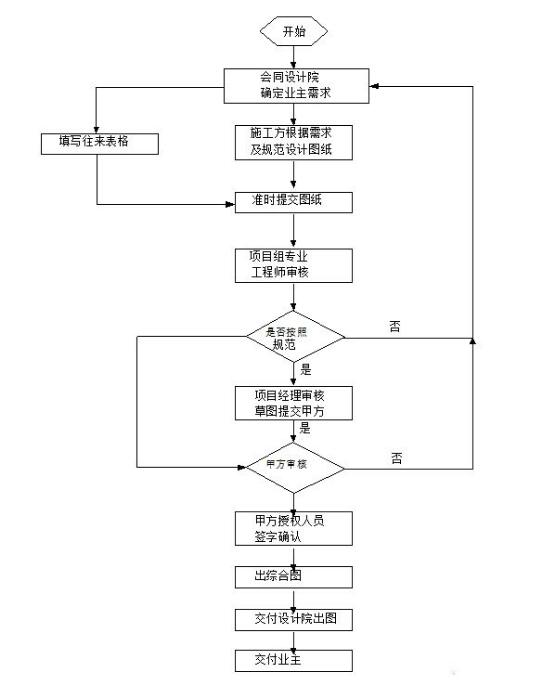 开始
会同设计院
确定业主需求
填写往来表格
施工方根据需求
及规范设计图纸
准时提交图纸
项目组专业
工程师审核
是否按照
规范
否
是
项目经理审核
草图提交甲方
是
甲方审核
否
甲方授权人员
签字确认
出综合图
交付设计院出图
交付业主